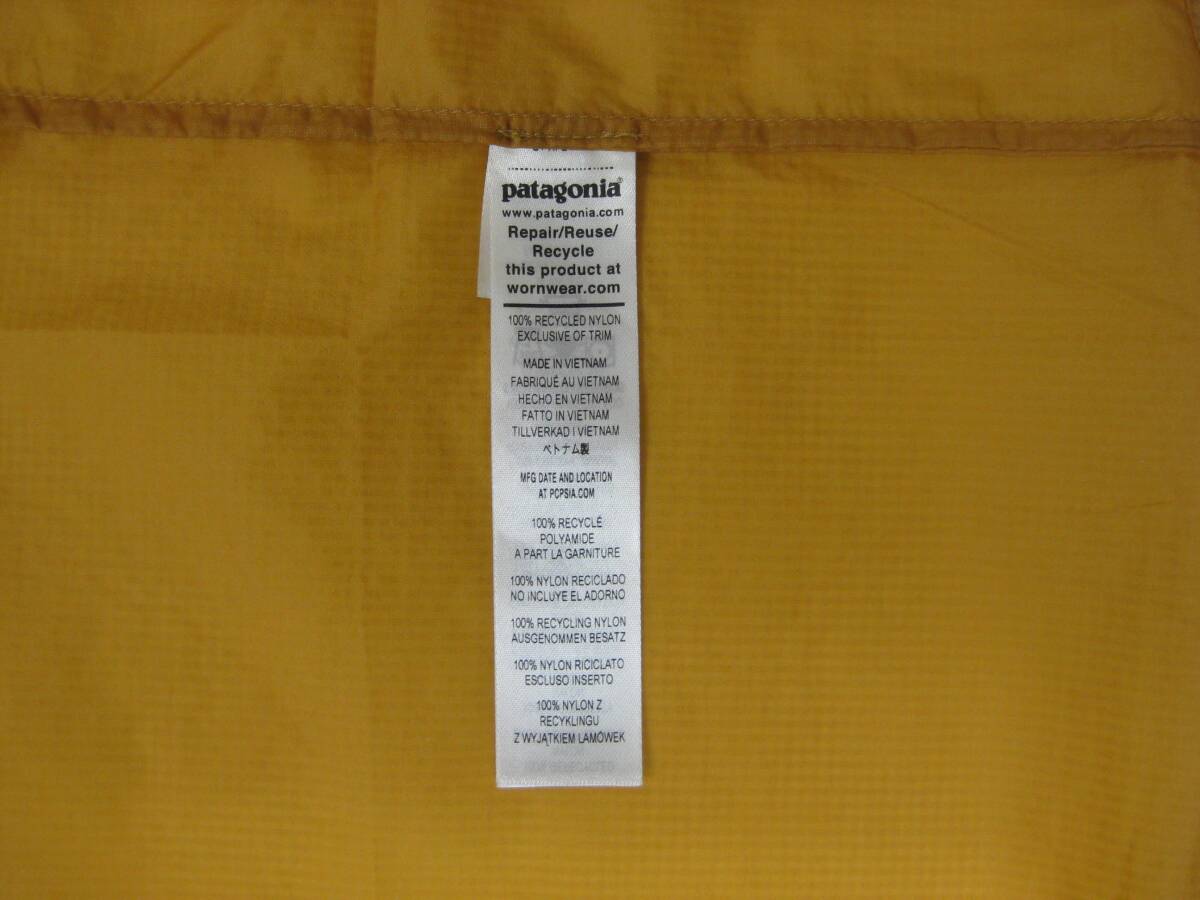 patagonia®
www.patagonia.com
Repair/Reuse/
Recycle
this product at
wornwear.com
100% RECYCLED NYLON
EXCLUSIVE OF TRIM
MADE IN VIETNAM
FABRIQUÉ AU VIETNAM
HECHO EN VIETNAM
FATTO IN VIETNAM
TILLVERKAD I VIETNAM
ベトナム製
MFG DATE AND LOCATION
AT PCPSIA.COM
100% RECYCLÉ
POLYAMIDE
A PART LA GARNITURE
100% NYLON RECICLADO
NO INCLUYE EL ADORNO
100% RECYCLING NYLON
AUSGENOMMEN BESATZ
100% NYLON RICICLATO
ESCLUSO INSERTO
100% NYLON Z
RECYKLINGU
Z WYJĄTKIEM LAMÓWEK